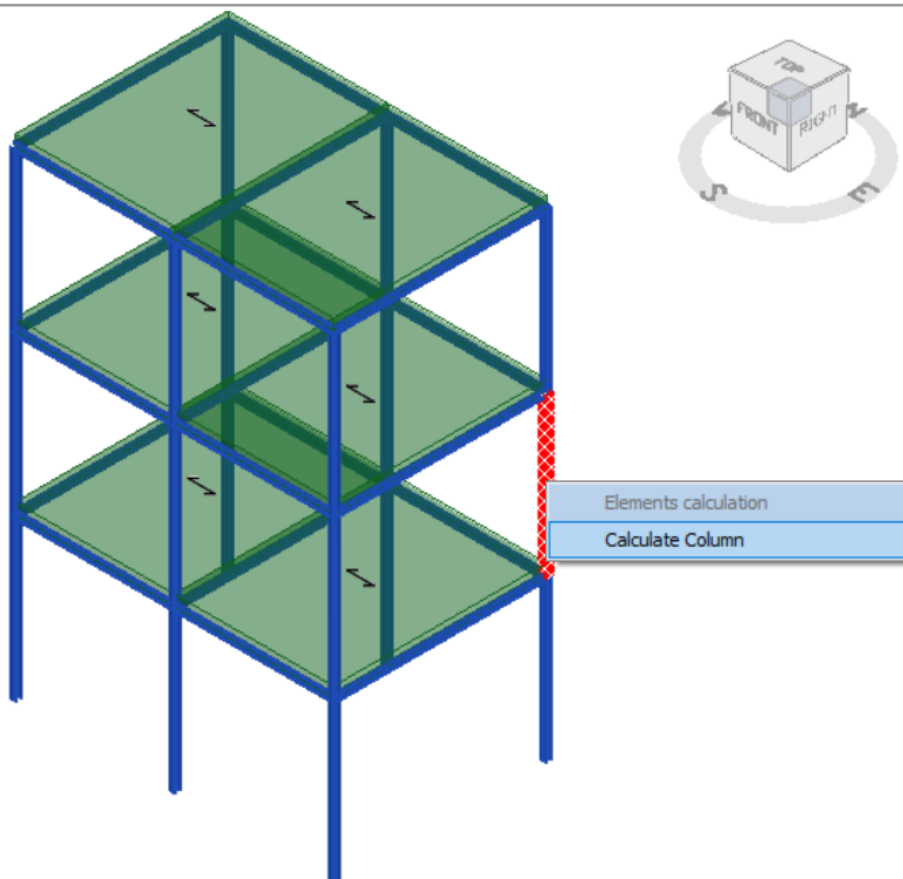 TOP
FRONT
RIGHT
S
E
Elements calculation
Calculate Column